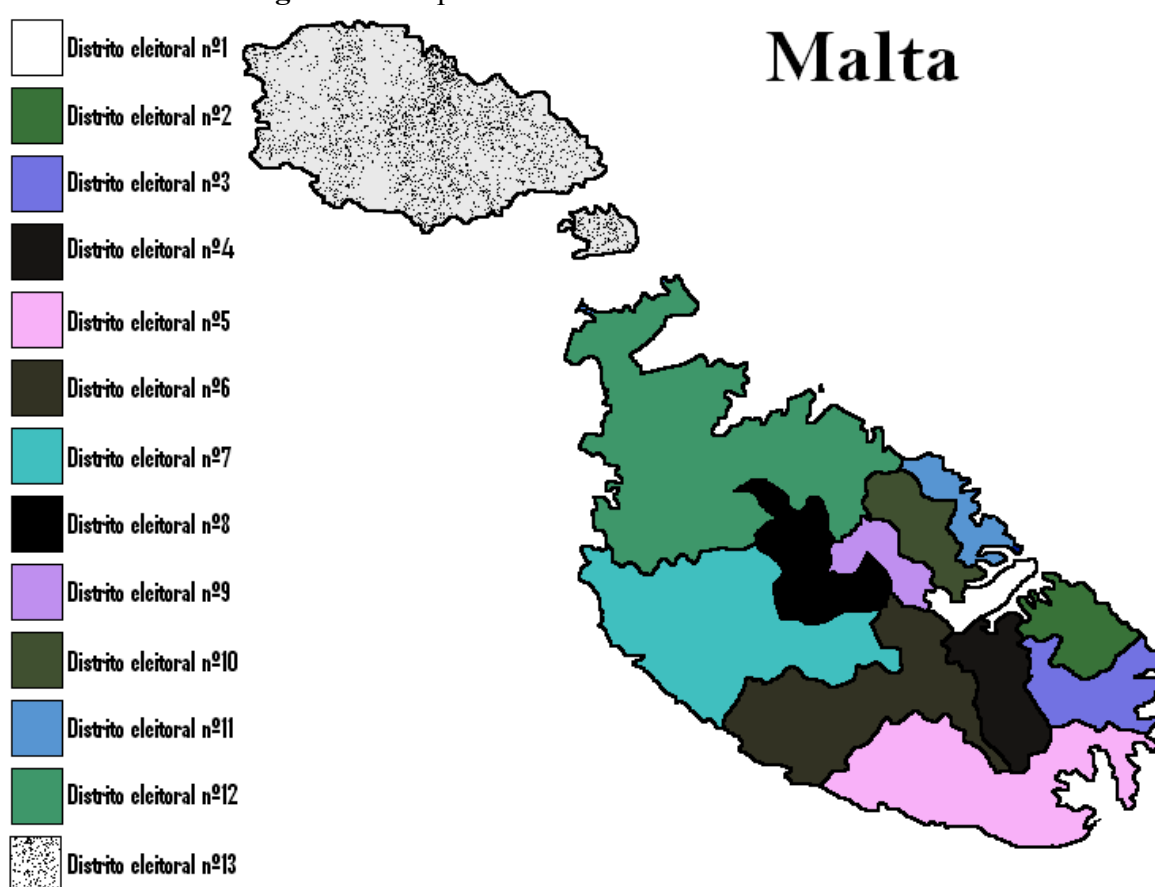 Malta
Distrito eleitoral nº1
Distrito eleitoral nº2
Distrito eleitoral nº3
Distrito eleitoral nº4
Distrito eleitoral nº5
Distrito eleitoral nº6
Distrito eleitoral nº7
Distrito eleitoral nº8
Distrito eleitoral nº9
Distrito eleitoral nº10
Distrito eleitoral nº11
Distrito eleitoral nº12
Distrito eleitoral nº13